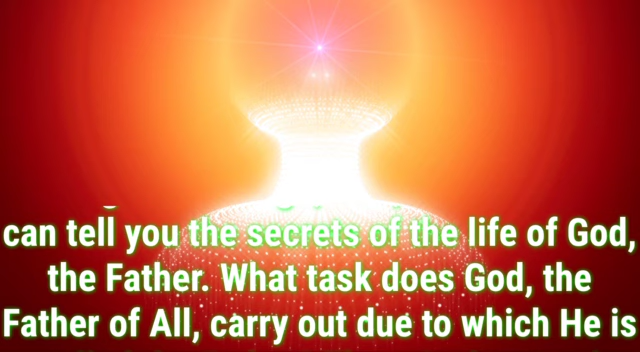 can tell you the secrets of the life of God,
the Father. What task does God, the
Father of All, carry out due to which He is